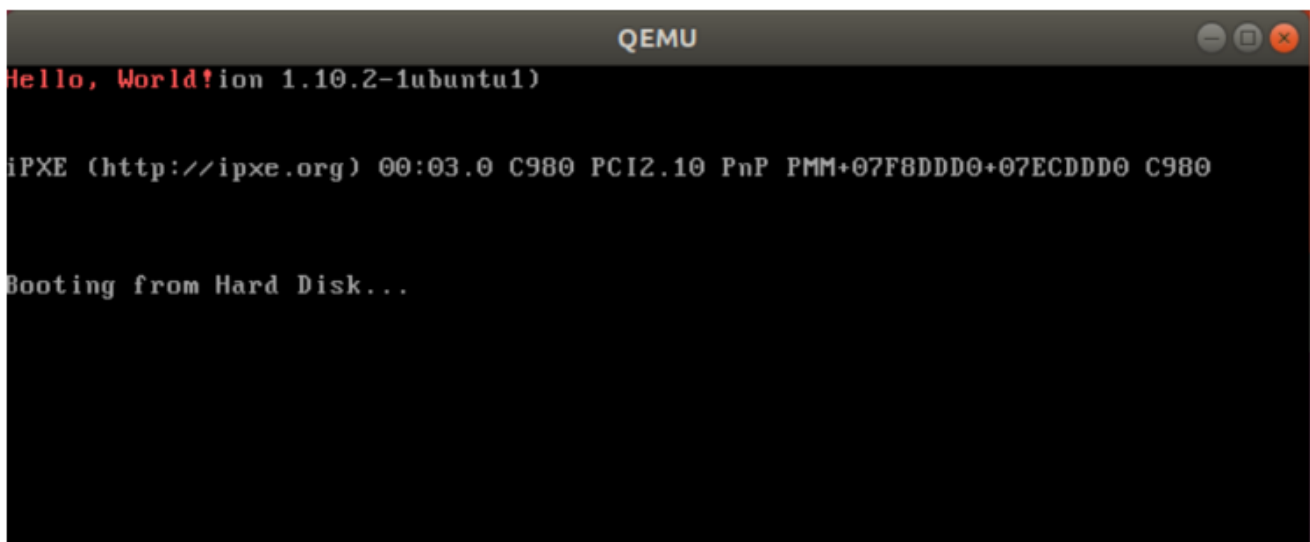 QEMU
Hello, World!ion 1.10.2-1ubuntu1)
iPXE (http://ipxe.org) 00:03.0 C980 PCI2.10 PnP PMM+07F8DDD0+07ECDDD0 C980
Booting from Hard Disk...